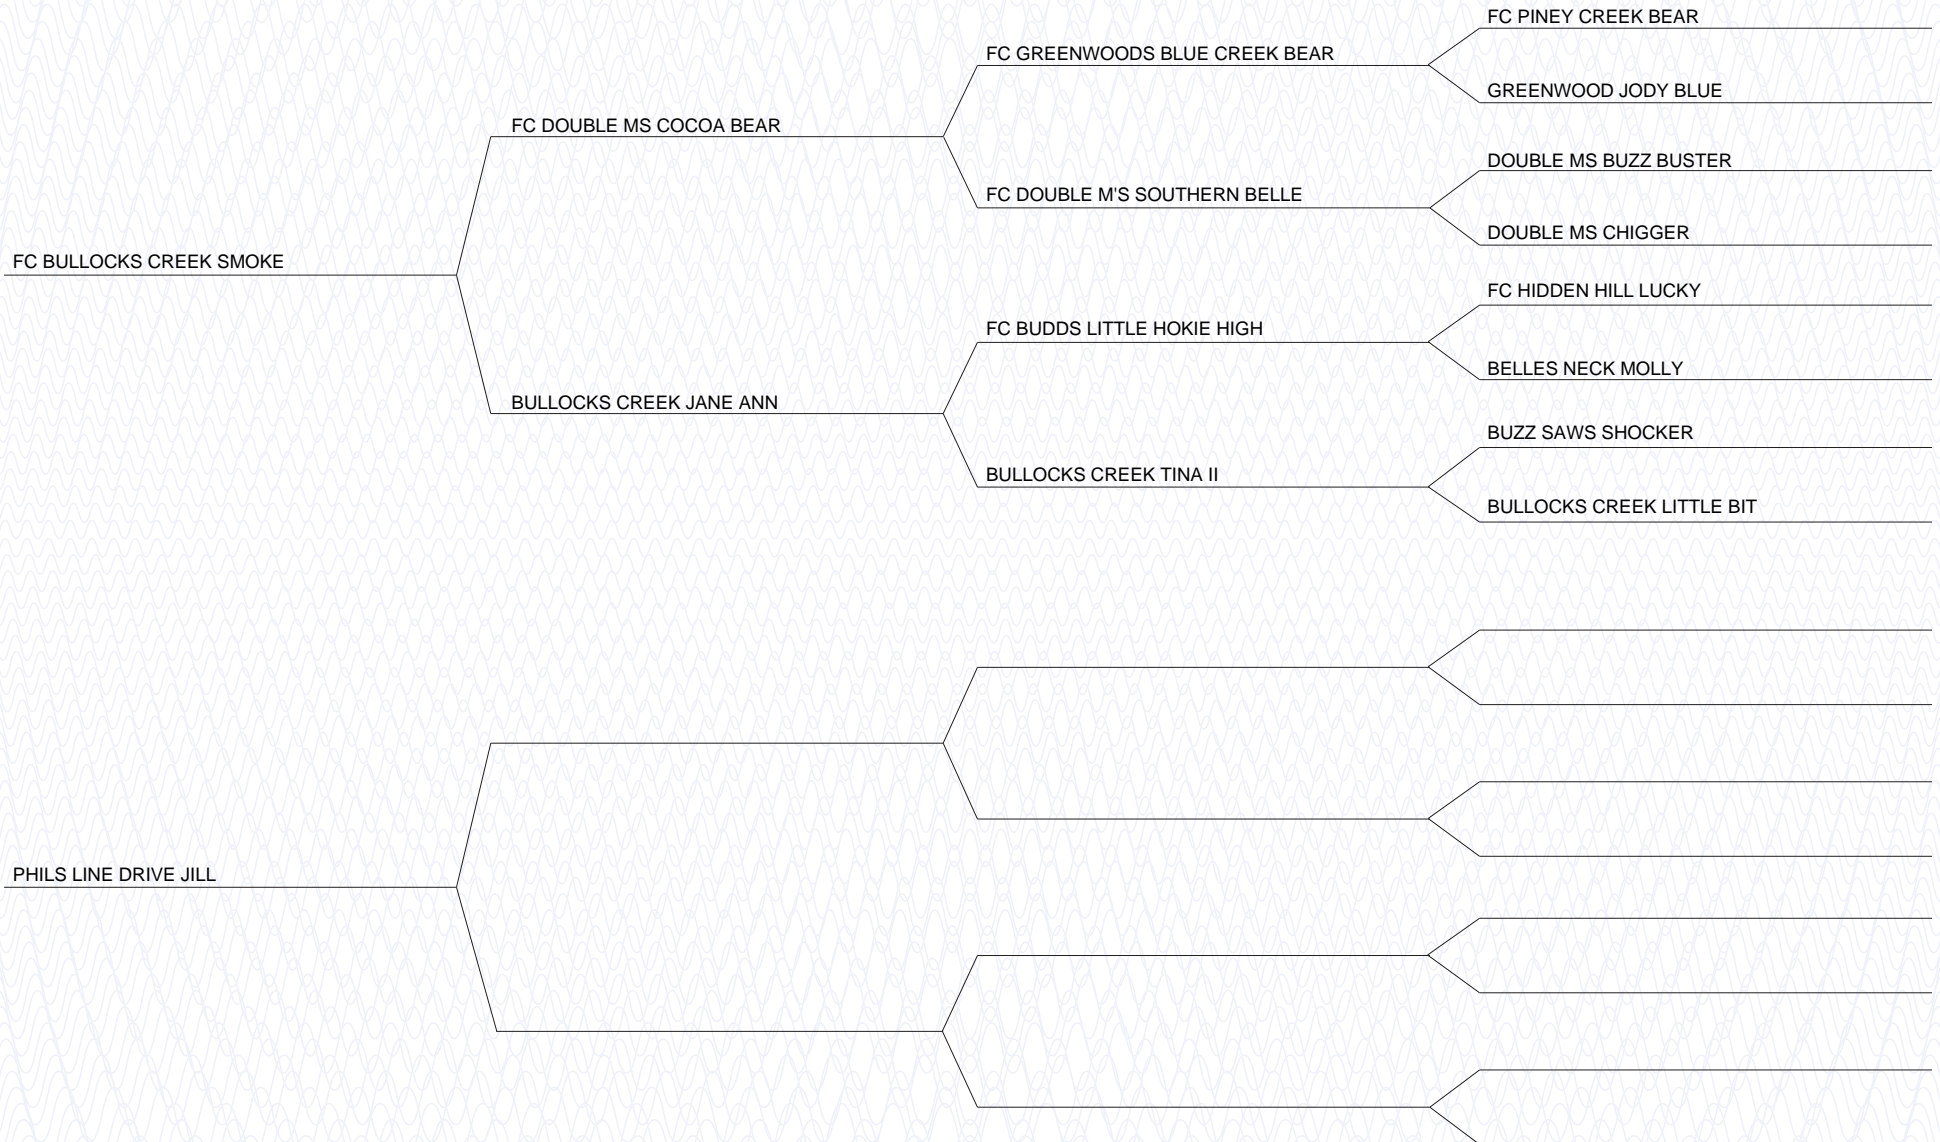 FC PINEY CREEK BEAR
FC GREENWOODS BLUE CREEK BEAR
GREENWOOD JODY BLUE
FC DOUBLE MS COCOA BEAR
DOUBLE MS BUZZ BUSTER
FC DOUBLE M'S SOUTHERN BELLE
DOUBLE MS CHIGGER
FC BULLOCKS CREEK SMOKE
FC HIDDEN HILL LUCKY
FC BUDDS LITTLE HOKIE HIGH
BELLES NECK MOLLY
BULLOCKS CREEK JANE ANN
BUZZ SAWS SHOCKER
BULLOCKS CREEK TINA II
BULLOCKS CREEK LITTLE BIT
PHILS LINE DRIVE JILL